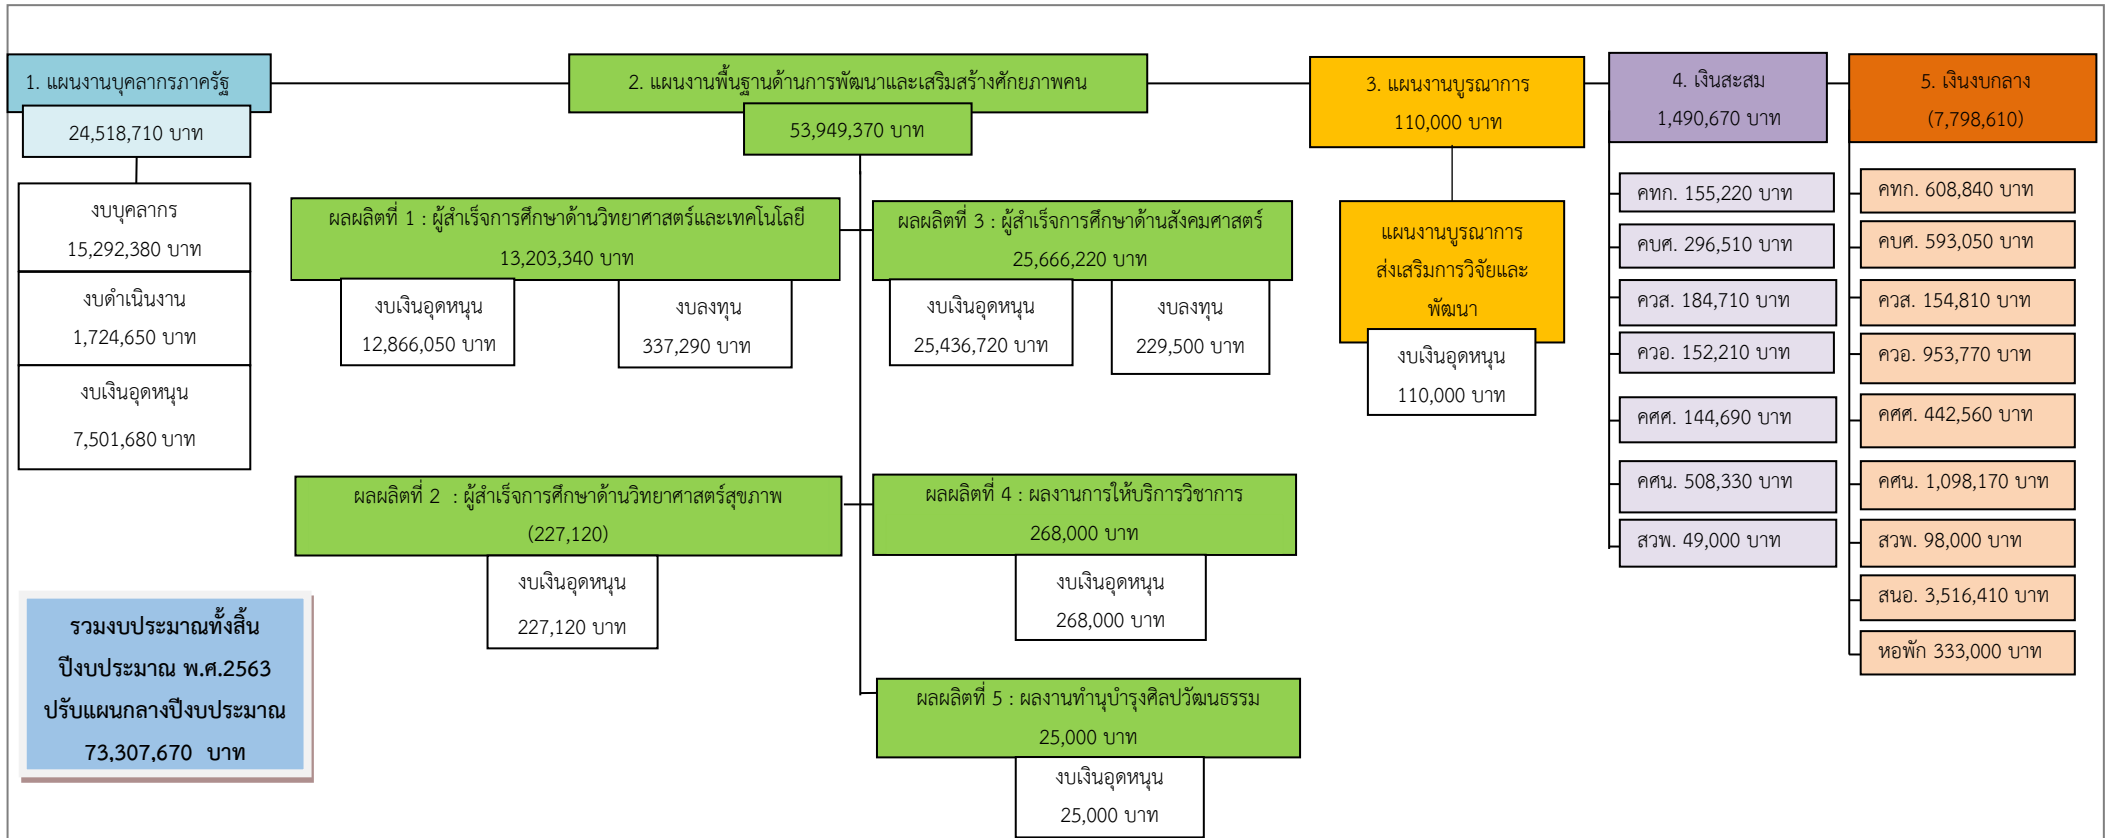 1. แผนงานบุคลากรภาครัฐ
24,518,710 บาท
งบบุคลากร
15,292,380 บาท
งบดำเนินงาน
1,724,650 บาท
งบเงินอุดหนุน
7,501,680 บาท
2. แผนงานพื้นฐานด้านการพัฒนาและเสริมสร้างศักยภาพคน
53,949,370 บาท
ผลผลิตที่ 1 : ผู้สำเร็จการศึกษาด้านวิทยาศาสตร์และเทคโนโลยี
13,203,340 บาท
งบเงินอุดหนุน
12,866,050 บาท
งบลงทุน
337,290 บาท
ผลผลิตที่ 3 : ผู้สำเร็จการศึกษาด้านสังคมศาสตร์
25,666,220 บาท
งบเงินอุดหนุน
25,436,720 บาท
งบลงทุน
229,500 บาท
ผลผลิตที่ 2 : ผู้สำเร็จการศึกษาด้านวิทยาศาสตร์สุขภาพ
(227,120)
งบเงินอุดหนุน
227,120 บาท
ผลผลิตที่ 4 : ผลงานการให้บริการวิชาการ
268,000 บาท
งบเงินอุดหนุน
268,000 บาท
ผลผลิตที่ 5 : ผลงานทำนุบำรุงศิลปวัฒนธรรม
25,000 บาท
งบเงินอุดหนุน
25,000 บาท
3. แผนงานบูรณาการ
110,000 บาท
แผนงานบูรณาการ
ส่งเสริมการวิจัยและ
พัฒนา
งบเงินอุดหนุน
110,000 บาท
4. เงินสะสม
1,490,670 บาท
คทก. 155,220 บาท
คบศ. 296,510 บาท
ควส. 184,710 บาท
ควอ. 152,210 บาท
คศศ. 144,690 บาท
คศน. 508,330 บาท
สวพ. 49,000 บาท
5. เงินงบกลาง
(7,798,610)
คทก. 608,840 บาท
คบศ. 593,050 บาท
ควส. 154,810 บาท
ควอ. 953,770 บาท
คศศ. 442,560 บาท
คศน. 1,098,170 บาท
สวพ. 98,000 บาท
สนอ. 3,516,410 บาท
หอพัก 333,000 บาท
รวมงบประมาณทั้งสิ้น
ปีงบประมาณ พ.ศ.2563
ปรับแผนกลางปีงบประมาณ
73,307,670 บาท